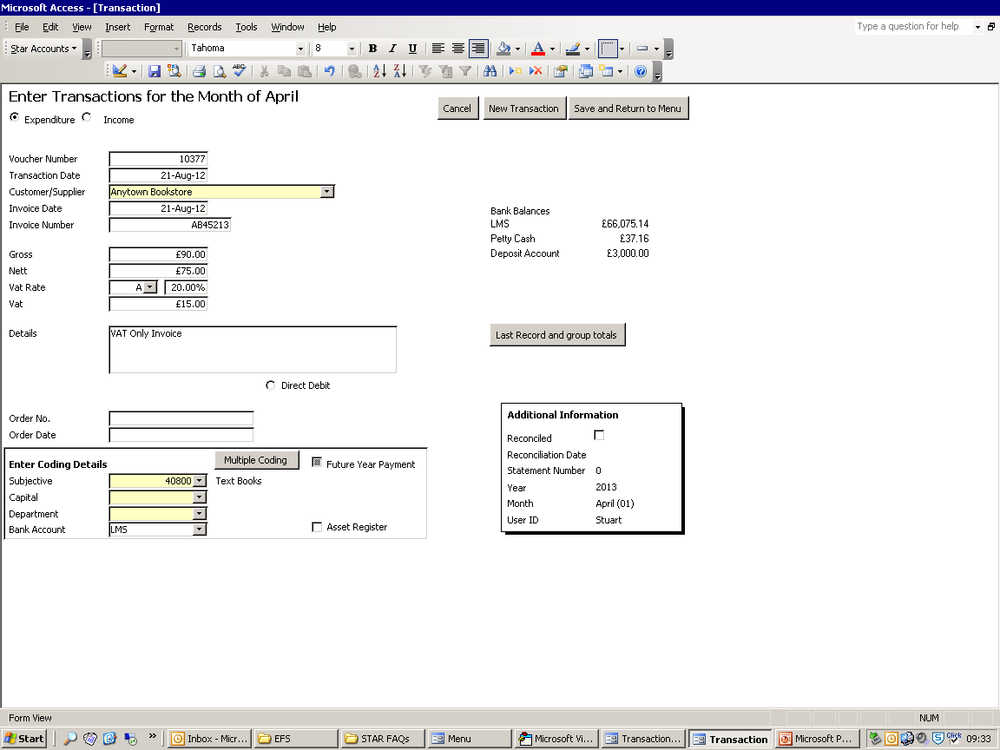 Microsoft Access - [Transaction]
File Edit View Insert Format Records Tools Window Help Type a question for help
Star Accounts Tahoma 8 B I U
Enter Transactions for the Month of April
Expenditure Income
Cancel New Transaction Save and Return to Menu
Voucher Number 10377
Transaction Date 21-Aug-12
Customer/Supplier Anytown Bookstore
Invoice Date 21-Aug-12
Invoice Number AB45213
Bank Balances
LMS £66,075.14
Petty Cash £37.16
Deposit Account £3,000.00
Gross £90.00
Nett £75.00
Vat Rate A 20.00%
Vat £15.00
Details VAT Only Invoice
Last Record and group totals
Direct Debit
Order No.
Order Date
Enter Coding Details Multiple Coding Future Year Payment
Subjective 40800 Text Books
Capital
Department
Bank Account LMS Asset Register
Additional Information
Reconciled
Reconciliation Date
Statement Number 0
Year 2013
Month April (01)
User ID Stuart
Form View NUM
Start Inbox - Micr... EFS STAR FAQs Menu Microsoft Vi... Transaction... Transaction Microsoft P... Click 09:33